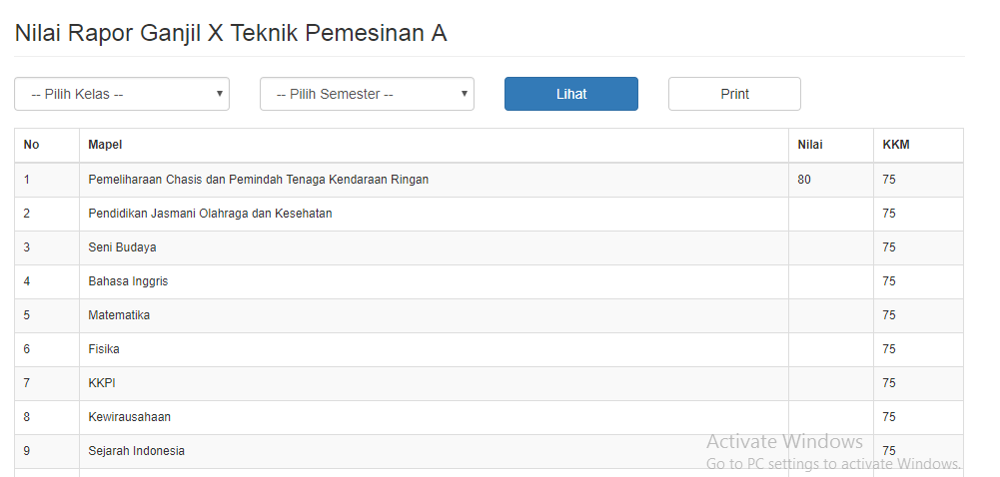 Nilai Rapor Ganjil X Teknik Pemesinan A
-- Pilih Kelas -- -- Pilih Semester -- Lihat Print
No Mapel Nilai KKM
1 Pemeliharaan Chasis dan Pemindah Tenaga Kendaraan Ringan 80 75
2 Pendidikan Jasmani Olahraga dan Kesehatan 75
3 Seni Budaya 75
4 Bahasa Inggris 75
5 Matematika 75
6 Fisika 75
7 KKPI 75
8 Kewirausahaan 75
9 Sejarah Indonesia 75
Activate Windows
Go to PC settings to activate Windows.